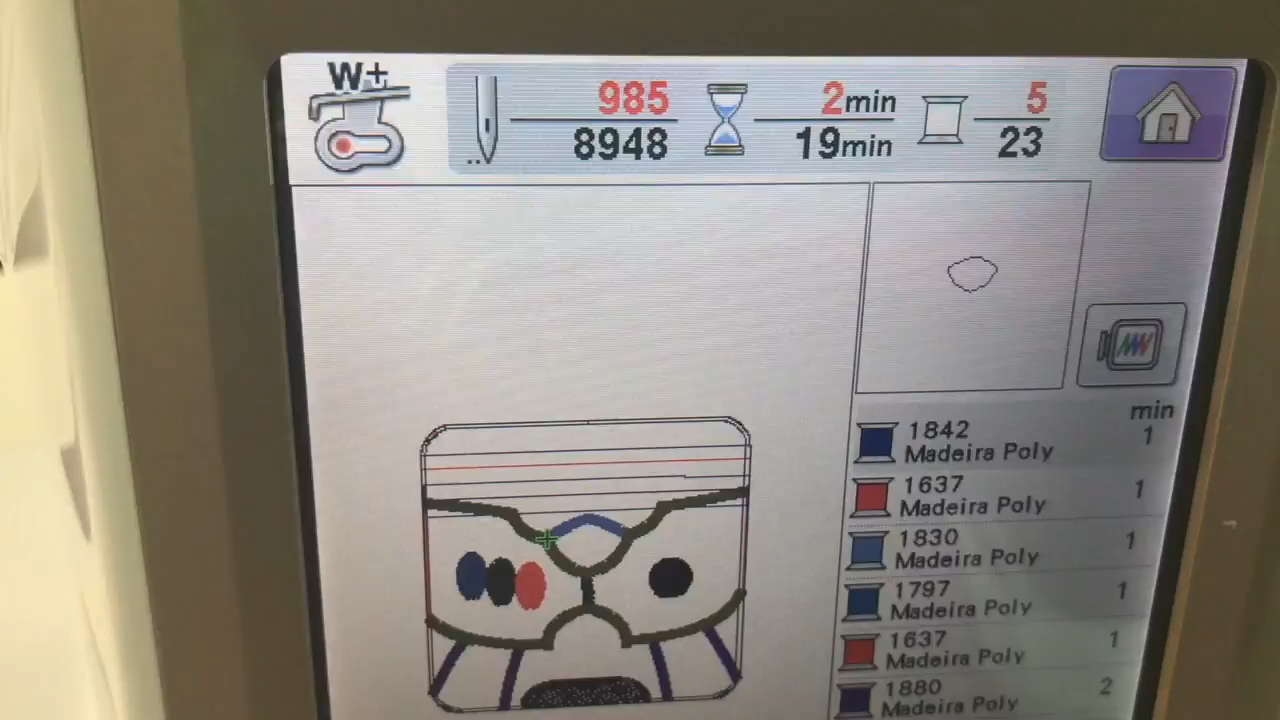 W+
985
8948
2min
19min
5
23
min
1842 1
Madeira Poly
1637 1
Madeira Poly
1830 1
Madeira Poly
1797 1
Madeira Poly
1637 1
Madeira Poly
1880 2
Madeira Poly